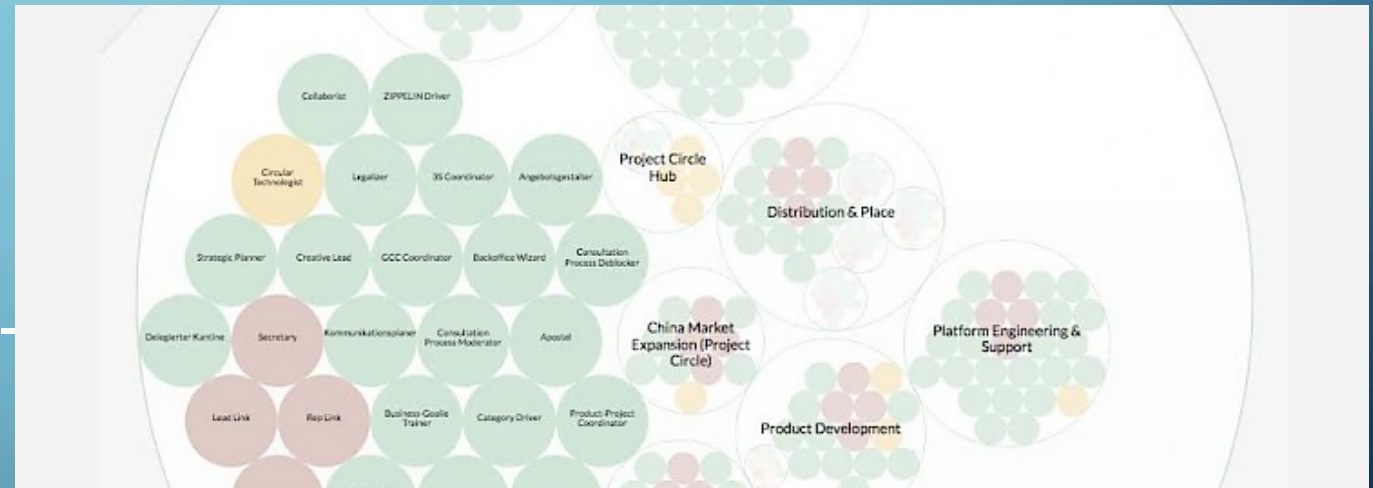 Collaborist
ZIPPELIN Driver
Circular
Technologist
Legalizer
3S Coordinator
Angebotsgestalter
Project Circle
Hub
Distribution & Place
Strategic Planner
Creative Lead
GCC Coordinator
Backoffice Wizard
Consultation
Process Deblocker
Delegierter Kantine
Secretary
Kommunikationsplaner
Consultation
Process Moderator
Apostel
China Market
Expansion (Project
Circle)
Platform Engineering &
Support
Lead Link
Rep Link
Business-Goalie
Trainer
Category Driver
Product-Project
Coordinator
Product Development